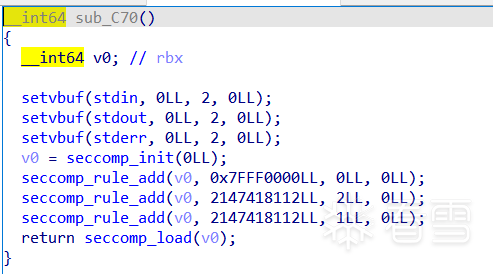 __int64 sub_C70()
{
__int64 v0; // rbx
setvbuf(stdin, 0LL, 2, 0LL);
setvbuf(stdout, 0LL, 2, 0LL);
setvbuf(stderr, 0LL, 2, 0LL);
v0 = seccomp_init(0LL);
seccomp_rule_add(v0, 0x7FFF0000LL, 0LL, 0LL);
seccomp_rule_add(v0, 2147418112LL, 2LL, 0LL);
seccomp_rule_add(v0, 2147418112LL, 1LL, 0LL);
return seccomp_load(v0);
}
看雪